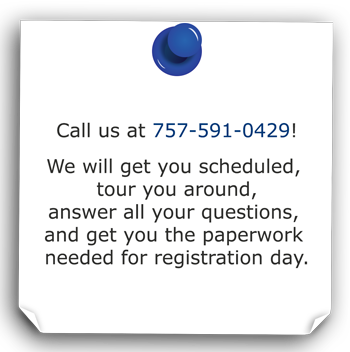 Call us at 757-591-0429!
We will get you scheduled,
tour you around,
answer all your questions,
and get you the paperwork
needed for registration day.